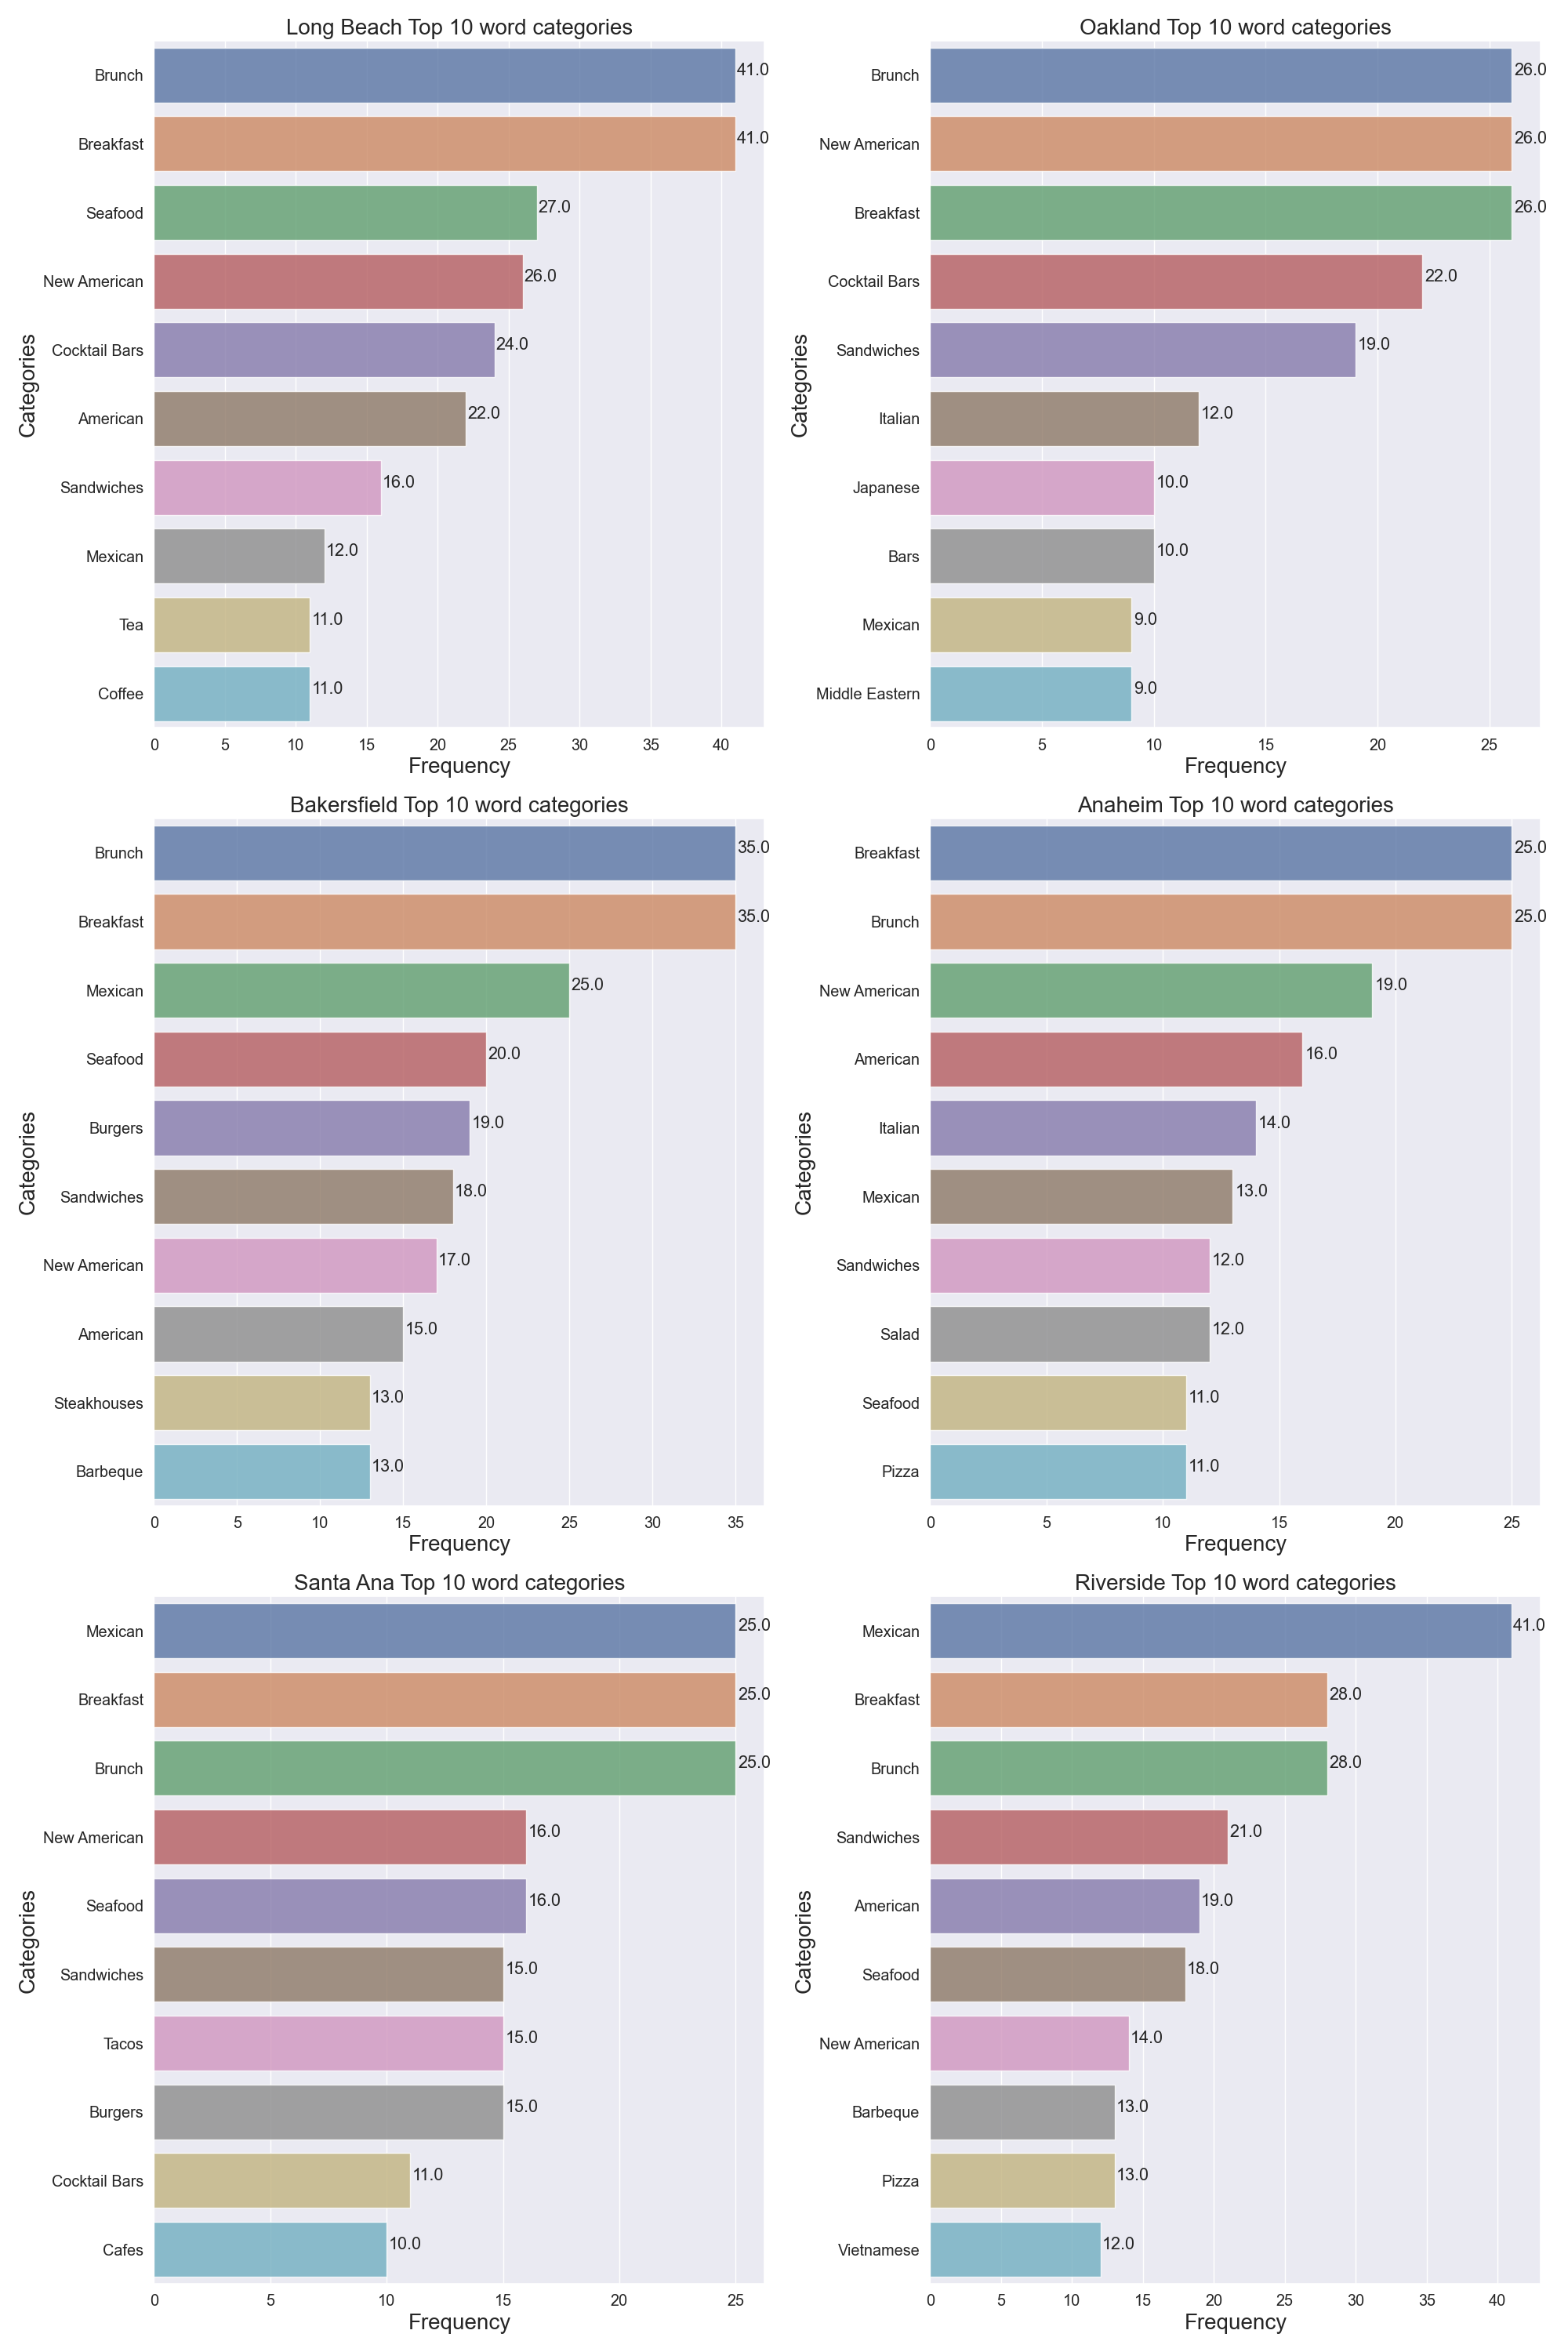 Long Beach Top 10 word categories
Categories
Brunch 41.0
Breakfast 41.0
Seafood 27.0
New American 26.0
Cocktail Bars 24.0
American 22.0
Sandwiches 16.0
Mexican 12.0
Tea 11.0
Coffee 11.0
0 5 10 15 20 25 30 35 40
Frequency
Oakland Top 10 word categories
Categories
Brunch 26.0
New American 26.0
Breakfast 26.0
Cocktail Bars 22.0
Sandwiches 19.0
Italian 12.0
Japanese 10.0
Bars 10.0
Mexican 9.0
Middle Eastern 9.0
0 5 10 15 20 25
Frequency
Bakersfield Top 10 word categories
Categories
Brunch 35.0
Breakfast 35.0
Mexican 25.0
Seafood 20.0
Burgers 19.0
Sandwiches 18.0
New American 17.0
American 15.0
Steakhouses 13.0
Barbeque 13.0
0 5 10 15 20 25 30 35
Frequency
Anaheim Top 10 word categories
Categories
Breakfast 25.0
Brunch 25.0
New American 19.0
American 16.0
Italian 14.0
Mexican 13.0
Sandwiches 12.0
Salad 12.0
Seafood 11.0
Pizza 11.0
0 5 10 15 20 25
Frequency
Santa Ana Top 10 word categories
Categories
Mexican 25.0
Breakfast 25.0
Brunch 25.0
New American 16.0
Seafood 16.0
Sandwiches 15.0
Tacos 15.0
Burgers 15.0
Cocktail Bars 11.0
Cafes 10.0
0 5 10 15 20 25
Frequency
Riverside Top 10 word categories
Categories
Mexican 41.0
Breakfast 28.0
Brunch 28.0
Sandwiches 21.0
American 19.0
Seafood 18.0
New American 14.0
Barbeque 13.0
Pizza 13.0
Vietnamese 12.0
0 5 10 15 20 25 30 35 40
Frequency